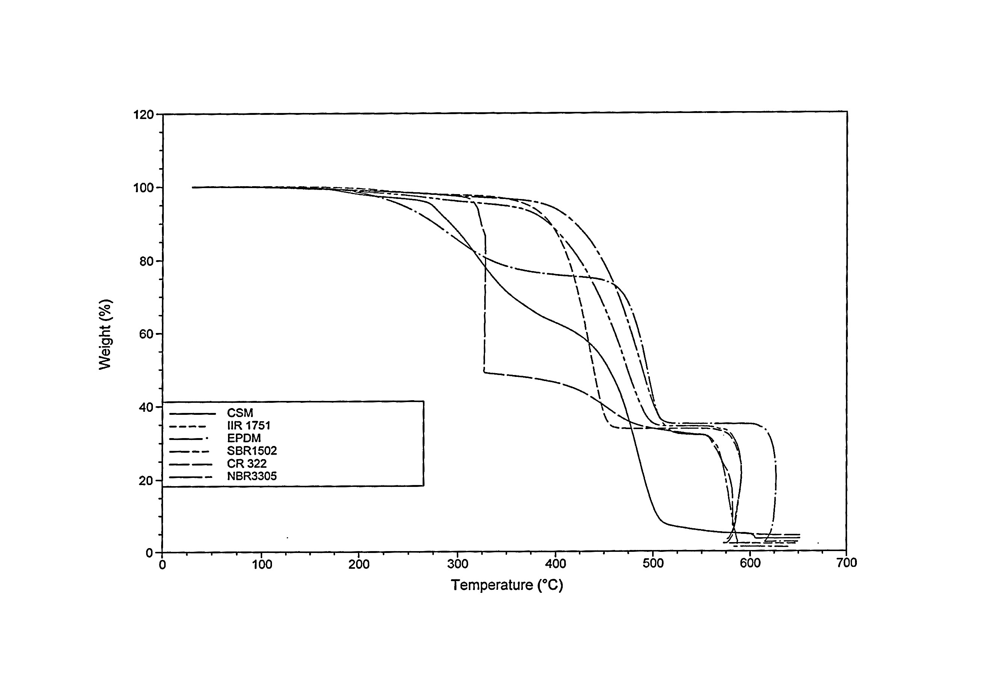 120
100
80
60
40
20
0
Weight (%)
CSM
IIR 1751
EPDM
SBR1502
CR 322
NBR3305
0 100 200 300 400 500 600 700
Temperature (°C)